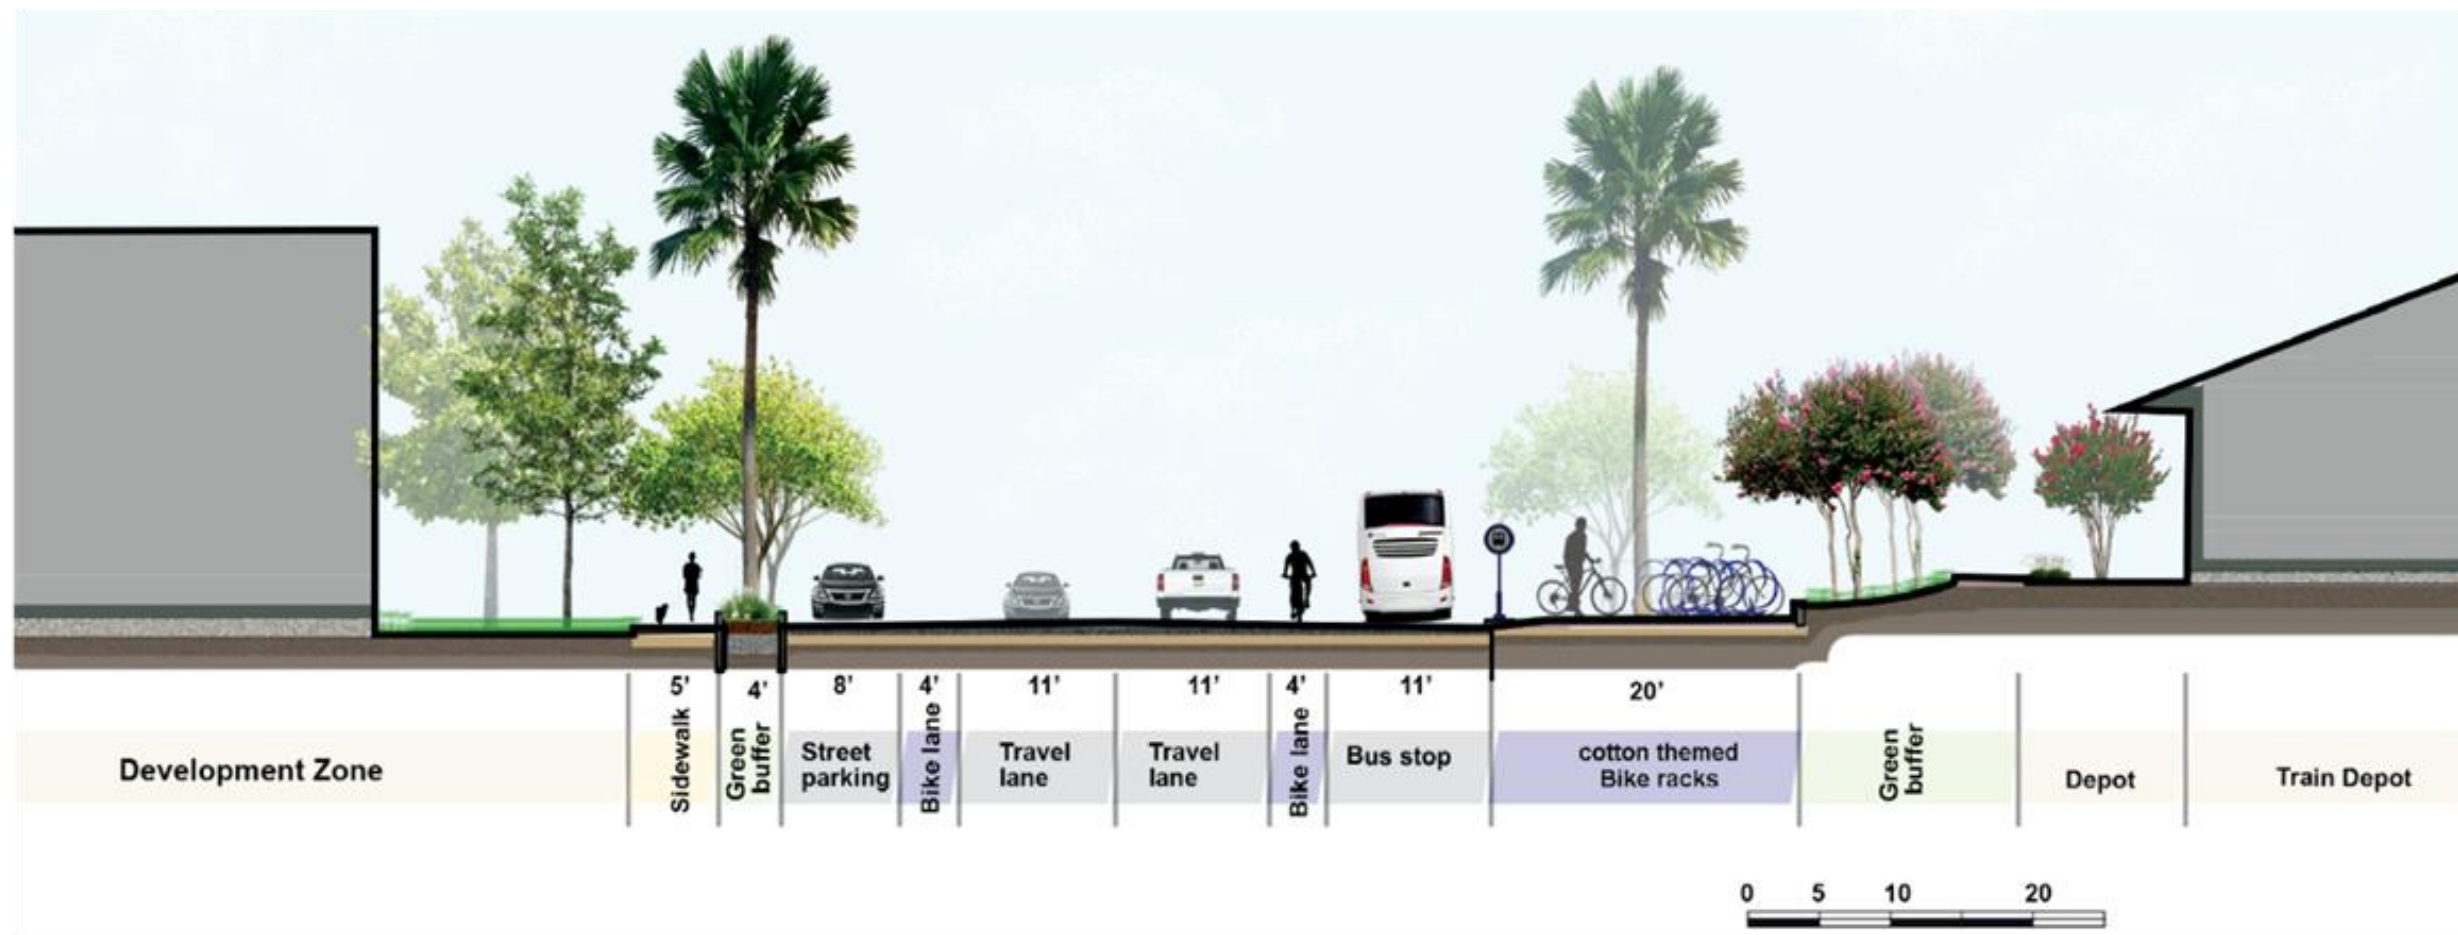 5’ 4’ 8’ 4’ 11’ 11’ 4’ 11’ 20’
Development Zone
Sidewalk
Green
buffer
Street
parking
Bike lane
Travel
lane
Travel
lane
Bike lane
Bus stop
cotton themed
Bike racks
Green
buffer
Depot
Train Depot
0 5 10 20